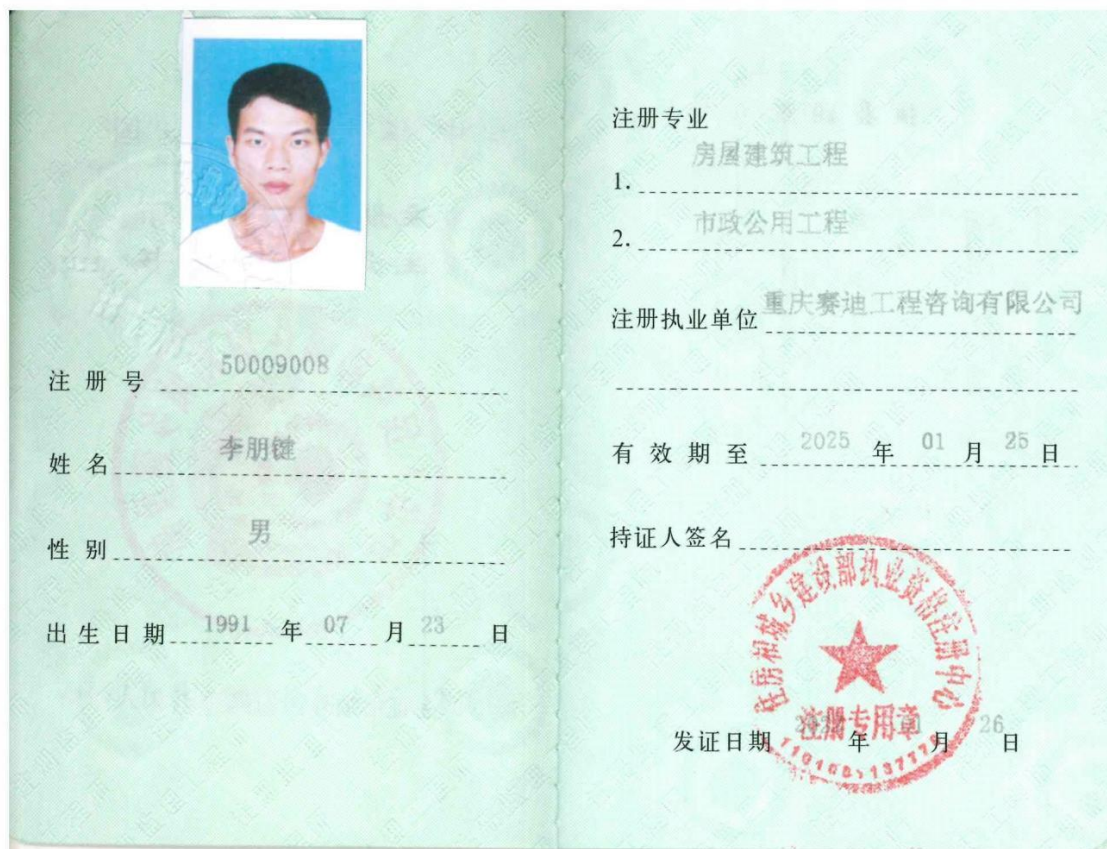 注册号 50009008
姓名 李朋键
性别 男
出生日期 1991 年 07 月 23 日
注册专业
1. 房屋建筑工程
2. 市政公用工程
注册执业单位 重庆赛迪工程咨询有限公司
有效期至 2025 年 01 月 25 日
持证人签名
住房和城乡建设部执业资格注册中心
注册专用章
发证日期 年 月 26 日